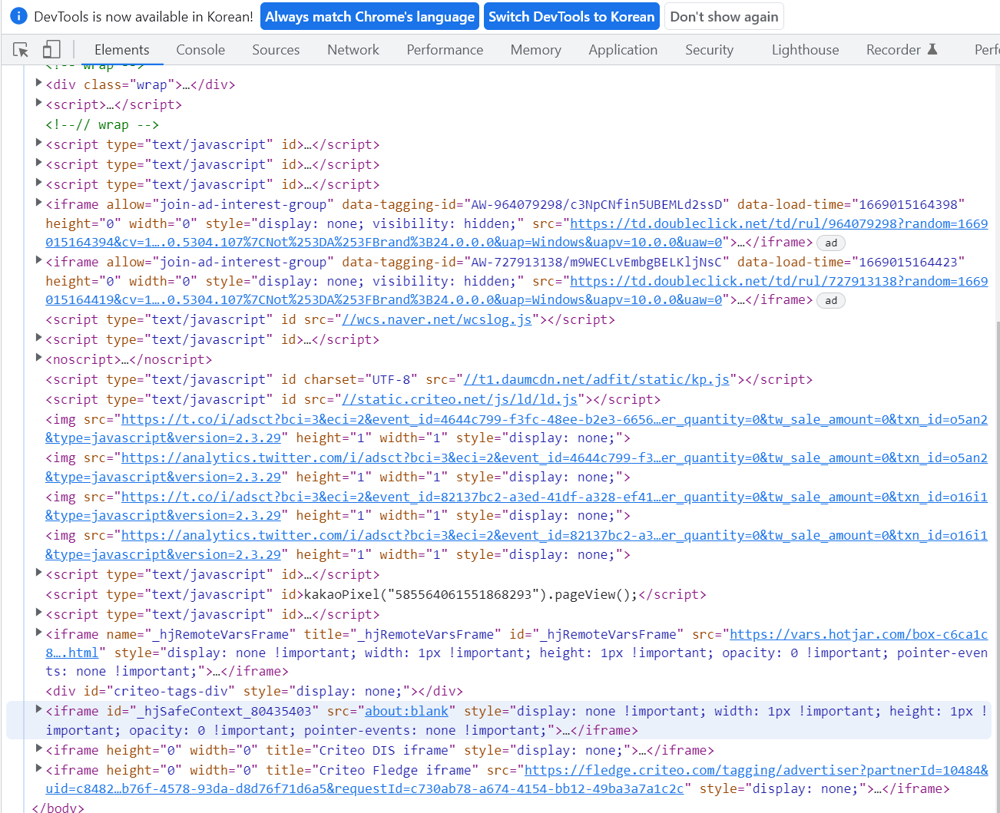 DevTools is now available in Korean! Always match Chrome's language Switch DevTools to Korean Don't show again
Elements Console Sources Network Performance Memory Application Security Lighthouse Recorder Perf
<!-- wrap -->
<div class="wrap">…</div>
<script>…</script>
<!--// wrap -->
<script type="text/javascript" id>…</script>
<script type="text/javascript" id>…</script>
<script type="text/javascript" id>…</script>
<iframe allow="join-ad-interest-group" data-tagging-id="AW-964079298/c3NpCNfin5UBEMLd2ssD" data-load-time="1669015164398"
height="0" width="0" style="display: none; visibility: hidden;" src="https://td.doubleclick.net/td/rul/964079298?random=1669
015164394&cv=1….0.5304.107%7CNot%253DA%253FBrand%3B24.0.0.0&uap=Windows&uapv=10.0.0&uaw=0">…</iframe> ad
<iframe allow="join-ad-interest-group" data-tagging-id="AW-727913138/m9WECLvEmbgBELKljNsC" data-load-time="1669015164423"
height="0" width="0" style="display: none; visibility: hidden;" src="https://td.doubleclick.net/td/rul/727913138?random=1669
015164419&cv=1….0.5304.107%7CNot%253DA%253FBrand%3B24.0.0.0&uap=Windows&uapv=10.0.0&uaw=0">…</iframe> ad
<script type="text/javascript" id src="//wcs.naver.net/wcslog.js"></script>
<script type="text/javascript" id>…</script>
<noscript>…</noscript>
<script type="text/javascript" id charset="UTF-8" src="//t1.daumcdn.net/adfit/static/kp.js"></script>
<script type="text/javascript" id src="//static.criteo.net/js/ld/ld.js"></script>
<img src="https://t.co/i/adsct?bci=3&eci=2&event_id=4644c799-f3fc-48ee-b2e3-6656…er_quantity=0&tw_sale_amount=0&txn_id=o5an2
&type=javascript&version=2.3.29" height="1" width="1" style="display: none;">
<img src="https://analytics.twitter.com/i/adsct?bci=3&eci=2&event_id=4644c799-f3…er_quantity=0&tw_sale_amount=0&txn_id=o5an2
&type=javascript&version=2.3.29" height="1" width="1" style="display: none;">
<img src="https://t.co/i/adsct?bci=3&eci=2&event_id=82137bc2-a3ed-41df-a328-ef41…er_quantity=0&tw_sale_amount=0&txn_id=o16i1
&type=javascript&version=2.3.29" height="1" width="1" style="display: none;">
<img src="https://analytics.twitter.com/i/adsct?bci=3&eci=2&event_id=82137bc2-a3…er_quantity=0&tw_sale_amount=0&txn_id=o16i1
&type=javascript&version=2.3.29" height="1" width="1" style="display: none;">
<script type="text/javascript" id>…</script>
<script type="text/javascript" id>kakaoPixel("585564061551868293").pageView();</script>
<script type="text/javascript" id>…</script>
<iframe name="_hjRemoteVarsFrame" title="_hjRemoteVarsFrame" id="_hjRemoteVarsFrame" src="https://vars.hotjar.com/box-c6ca1c
8….html" style="display: none !important; width: 1px !important; height: 1px !important; opacity: 0 !important; pointer-even
ts: none !important;">…</iframe>
<div id="criteo-tags-div" style="display: none;"></div>
<iframe id="_hjSafeContext_80435403" src="about:blank" style="display: none !important; width: 1px !important; height: 1px !
important; opacity: 0 !important; pointer-events: none !important;">…</iframe>
<iframe height="0" width="0" title="Criteo DIS iframe" style="display: none;">…</iframe>
<iframe height="0" width="0" title="Criteo Fledge iframe" src="https://fledge.criteo.com/tagging/advertiser?partnerId=10484&
uid=c8482…b76f-4578-93da-d8d76f71d6a5&requestId=c730ab78-a674-4154-bb12-49ba3a7a1c2c" style="display: none;">…</iframe>
</body>